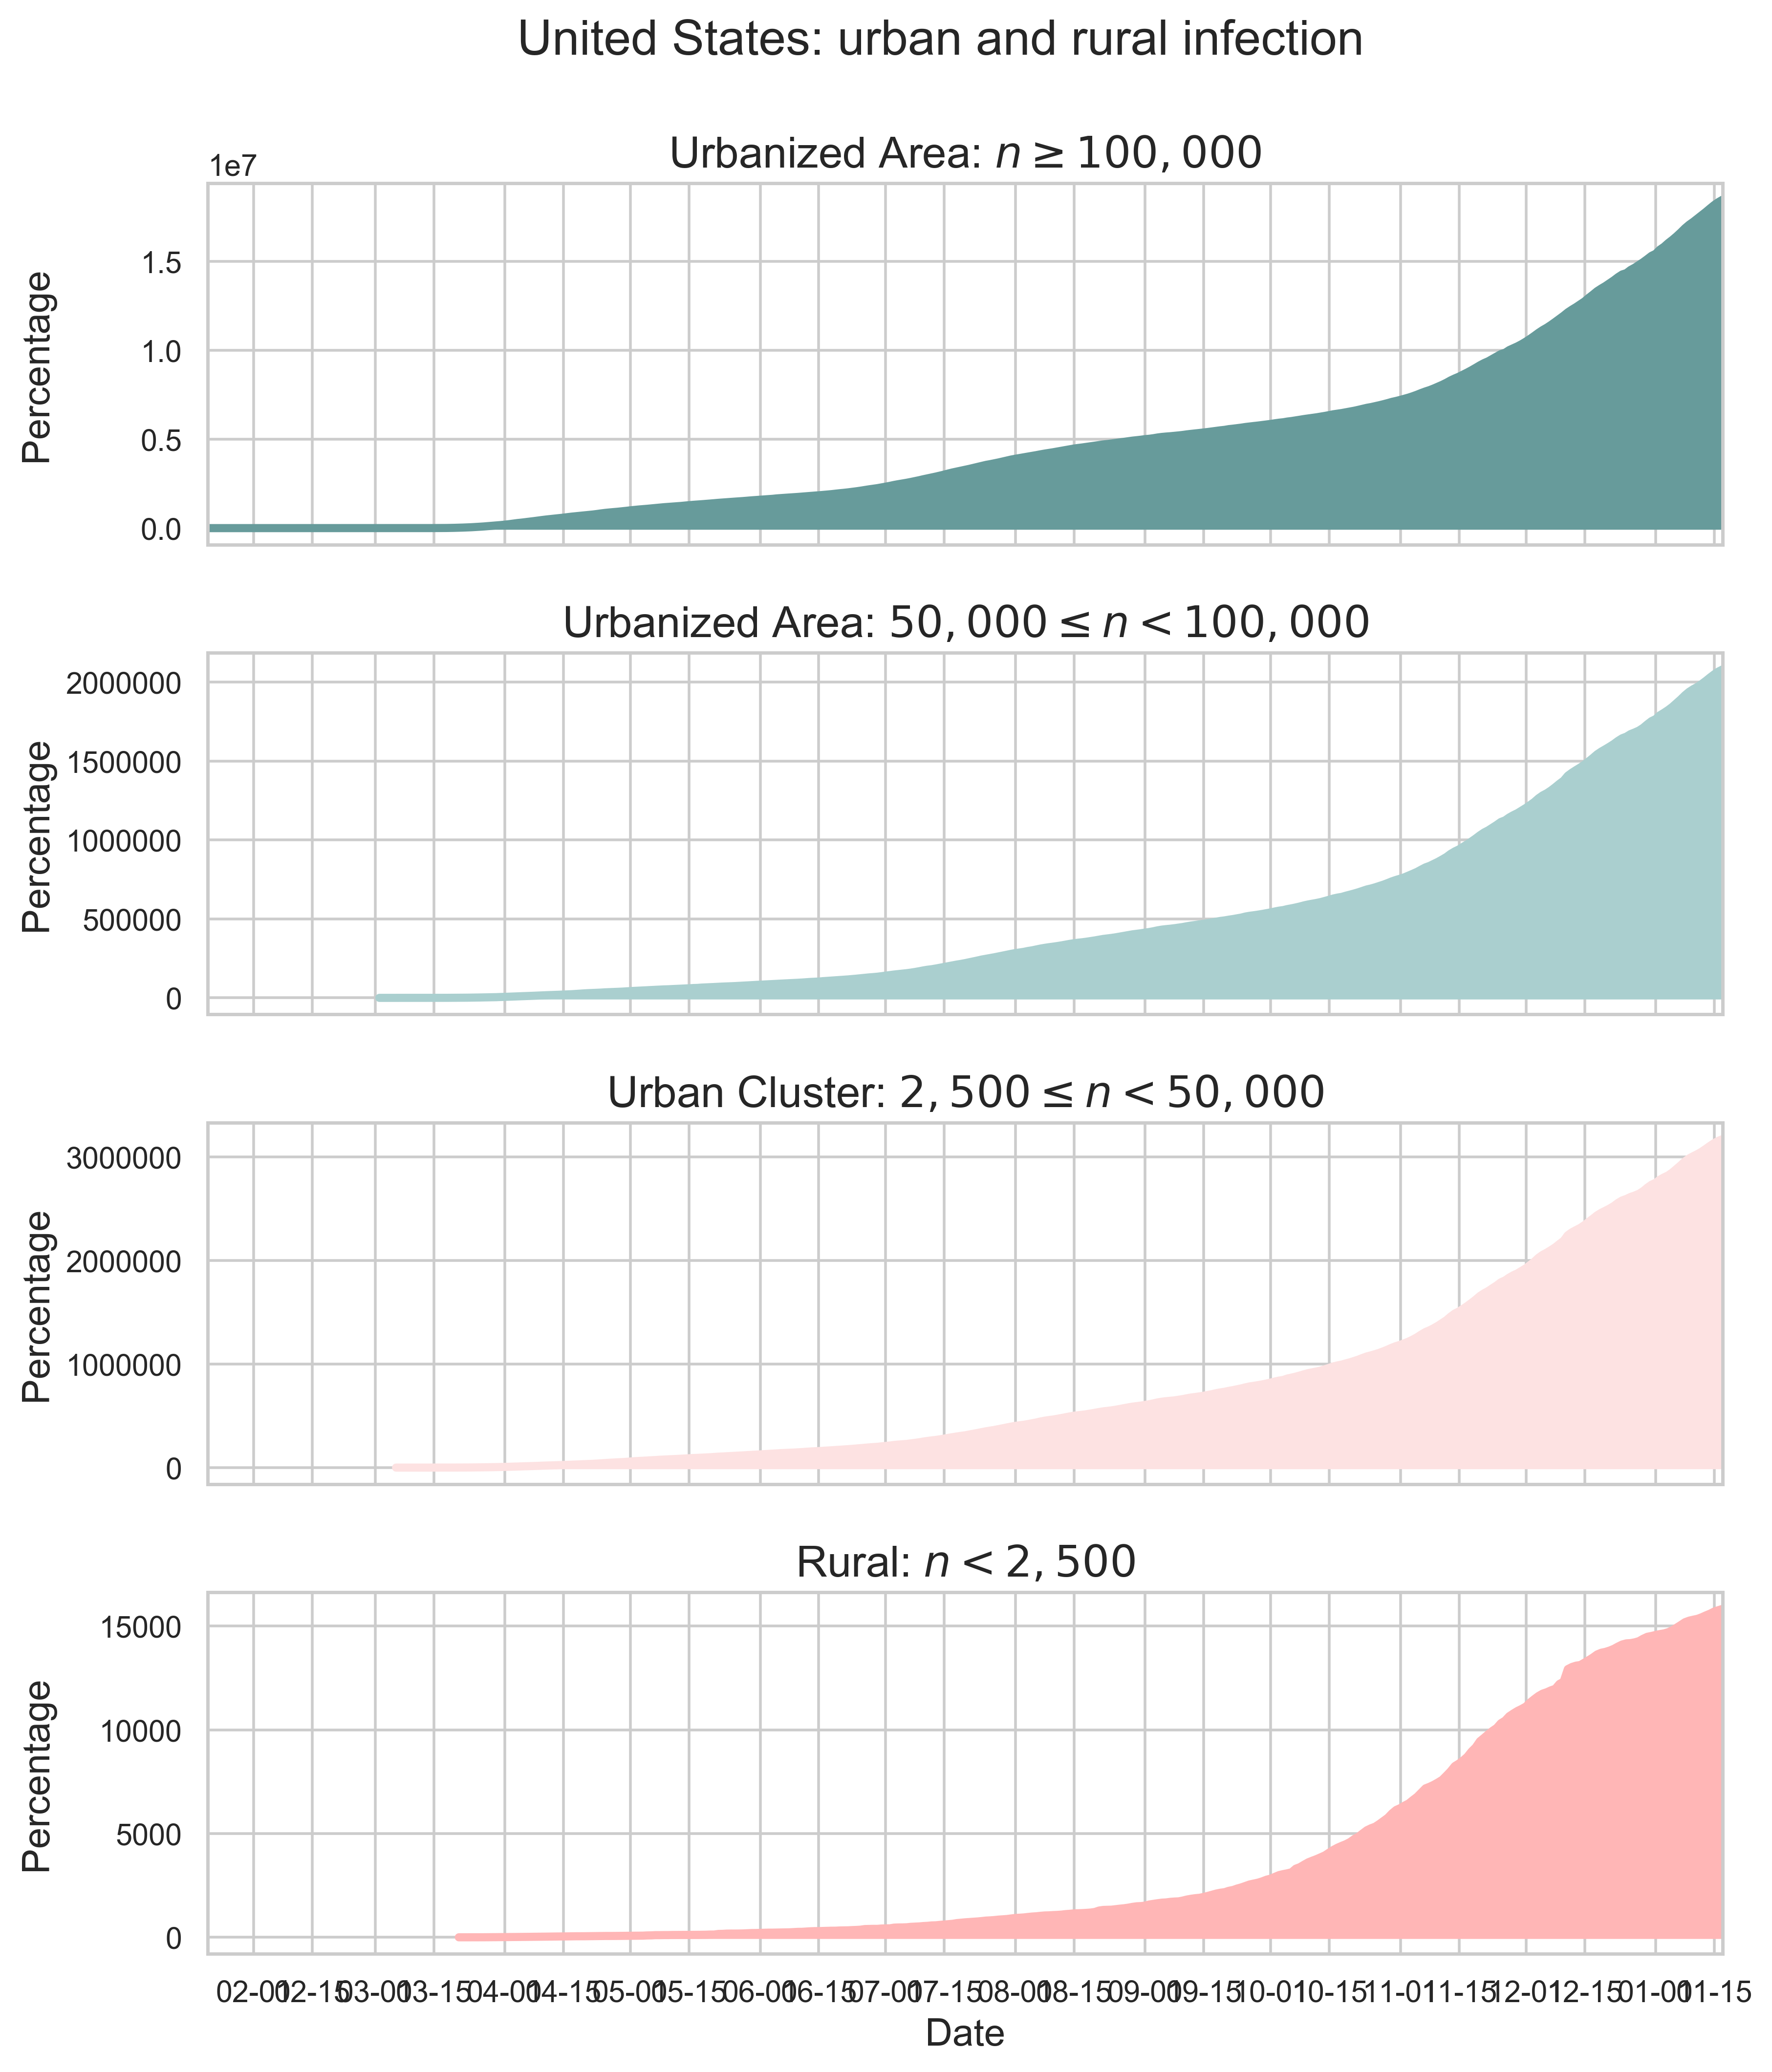 United States: urban and rural infection
Urbanized Area: n ≥ 100, 000
1e7
1.5
1.0
0.5
0.0
Percentage
Urbanized Area: 50, 000 ≤ n < 100, 000
2000000
1500000
1000000
500000
0
Percentage
Urban Cluster: 2, 500 ≤ n < 50, 000
3000000
2000000
1000000
0
Percentage
Rural: n < 2, 500
15000
10000
5000
0
Percentage
02-01 02-15 03-01 03-15 04-01 04-15 05-01 05-15 06-01 06-15 07-01 07-15 08-01 08-15 09-01 09-15 10-01 10-15 11-01 11-15 12-01 12-15 01-01 01-15
Date